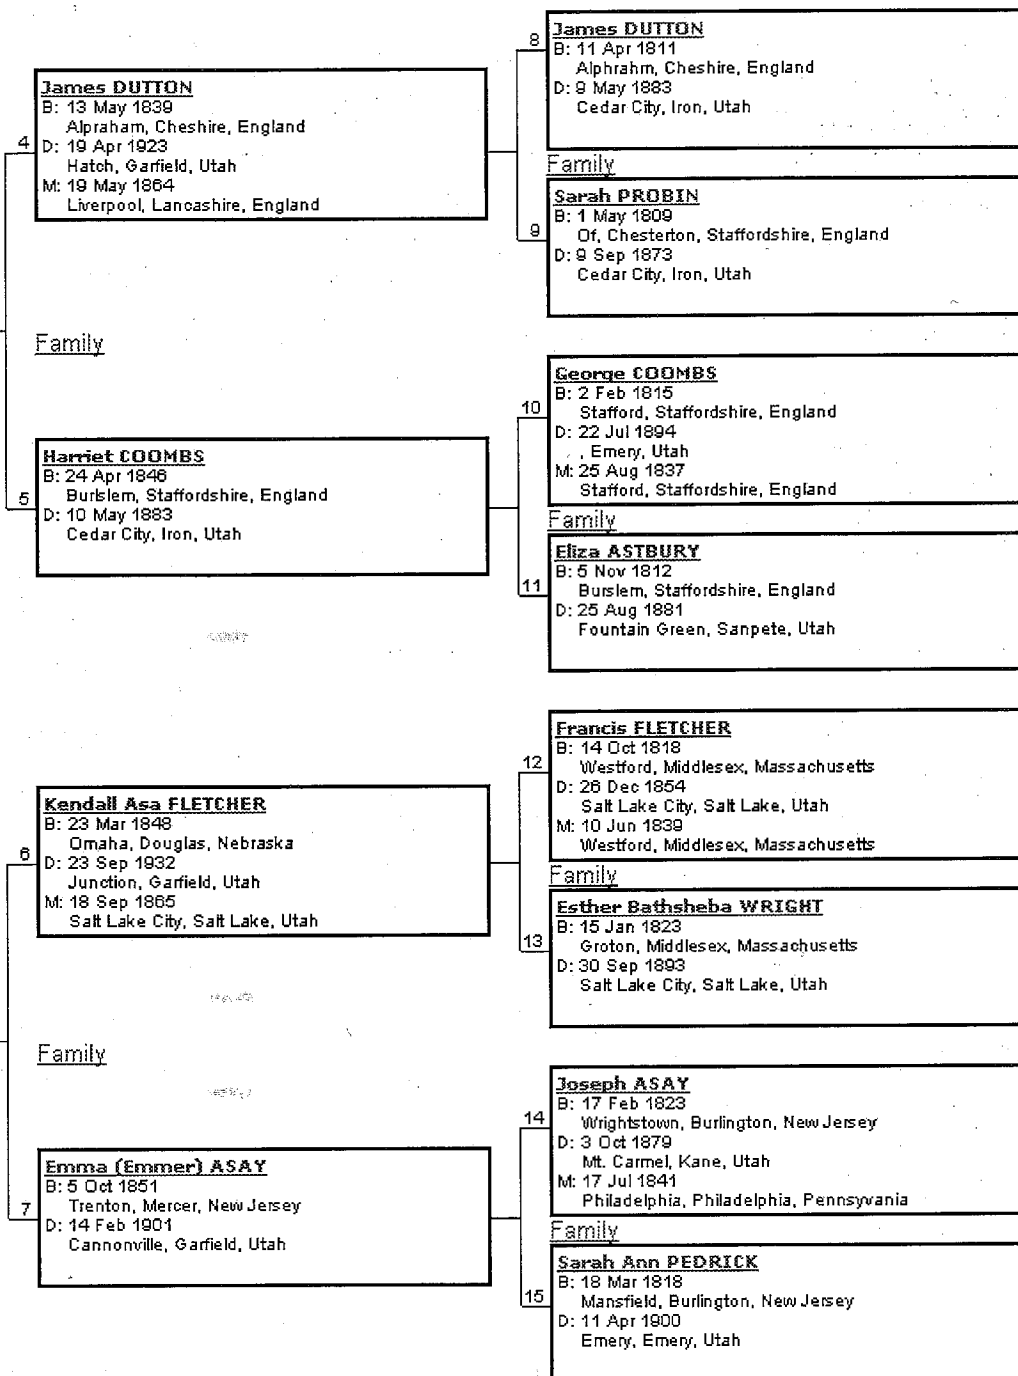 8
James DUTTON
B: 11 Apr 1811
Alphrahm, Cheshire, England
D: 9 May 1883
Cedar City, Iron, Utah
James DUTTON
B: 13 May 1839
Alpraham, Cheshire, England
4
D: 19 Apr 1923
Hatch, Garfield, Utah
M: 19 May 1864
Liverpool, Lancashire, England
Family
Sarah PROBIN
B: 1 May 1809
9
Of, Chesterton, Staffordshire, England
D: 9 Sep 1873
Cedar City, Iron, Utah
Family
George COOMBS
B: 2 Feb 1815
10
Stafford, Staffordshire, England
D: 22 Jul 1894
, Emery, Utah
M: 25 Aug 1837
Stafford, Staffordshire, England
Harriet COOMBS
B: 24 Apr 1846
5
Burlslem, Staffordshire, England
D: 10 May 1883
Cedar City, Iron, Utah
Family
Eliza ASTBURY
B: 5 Nov 1812
11
Burslem, Staffordshire, England
D: 25 Aug 1881
Fountain Green, Sanpete, Utah
Francis FLETCHER
B: 14 Oct 1818
12
Westford, Middlesex, Massachusetts
D: 26 Dec 1854
Salt Lake City, Salt Lake, Utah
M: 10 Jun 1839
Westford, Middlesex, Massachusetts
Kendall Asa FLETCHER
B: 23 Mar 1848
Omaha, Douglas, Nebraska
6
D: 23 Sep 1932
Junction, Garfield, Utah
M: 18 Sep 1865
Salt Lake City, Salt Lake, Utah
Family
Esther Bathsheba WRIGHT
B: 15 Jan 1823
13
Groton, Middlesex, Massachusetts
D: 30 Sep 1893
Salt Lake City, Salt Lake, Utah
Family
Joseph ASAY
B: 17 Feb 1823
14
Wrightstown, Burlington, New Jersey
D: 3 Oct 1879
Mt. Carmel, Kane, Utah
M: 17 Jul 1841
Philadelphia, Philadelphia, Pennsyvania
Emma (Emmer) ASAY
B: 5 Oct 1851
Trenton, Mercer, New Jersey
7
D: 14 Feb 1901
Cannonville, Garfield, Utah
Family
Sarah Ann PEDRICK
B: 18 Mar 1818
15
Mansfield, Burlington, New Jersey
D: 11 Apr 1900
Emery, Emery, Utah